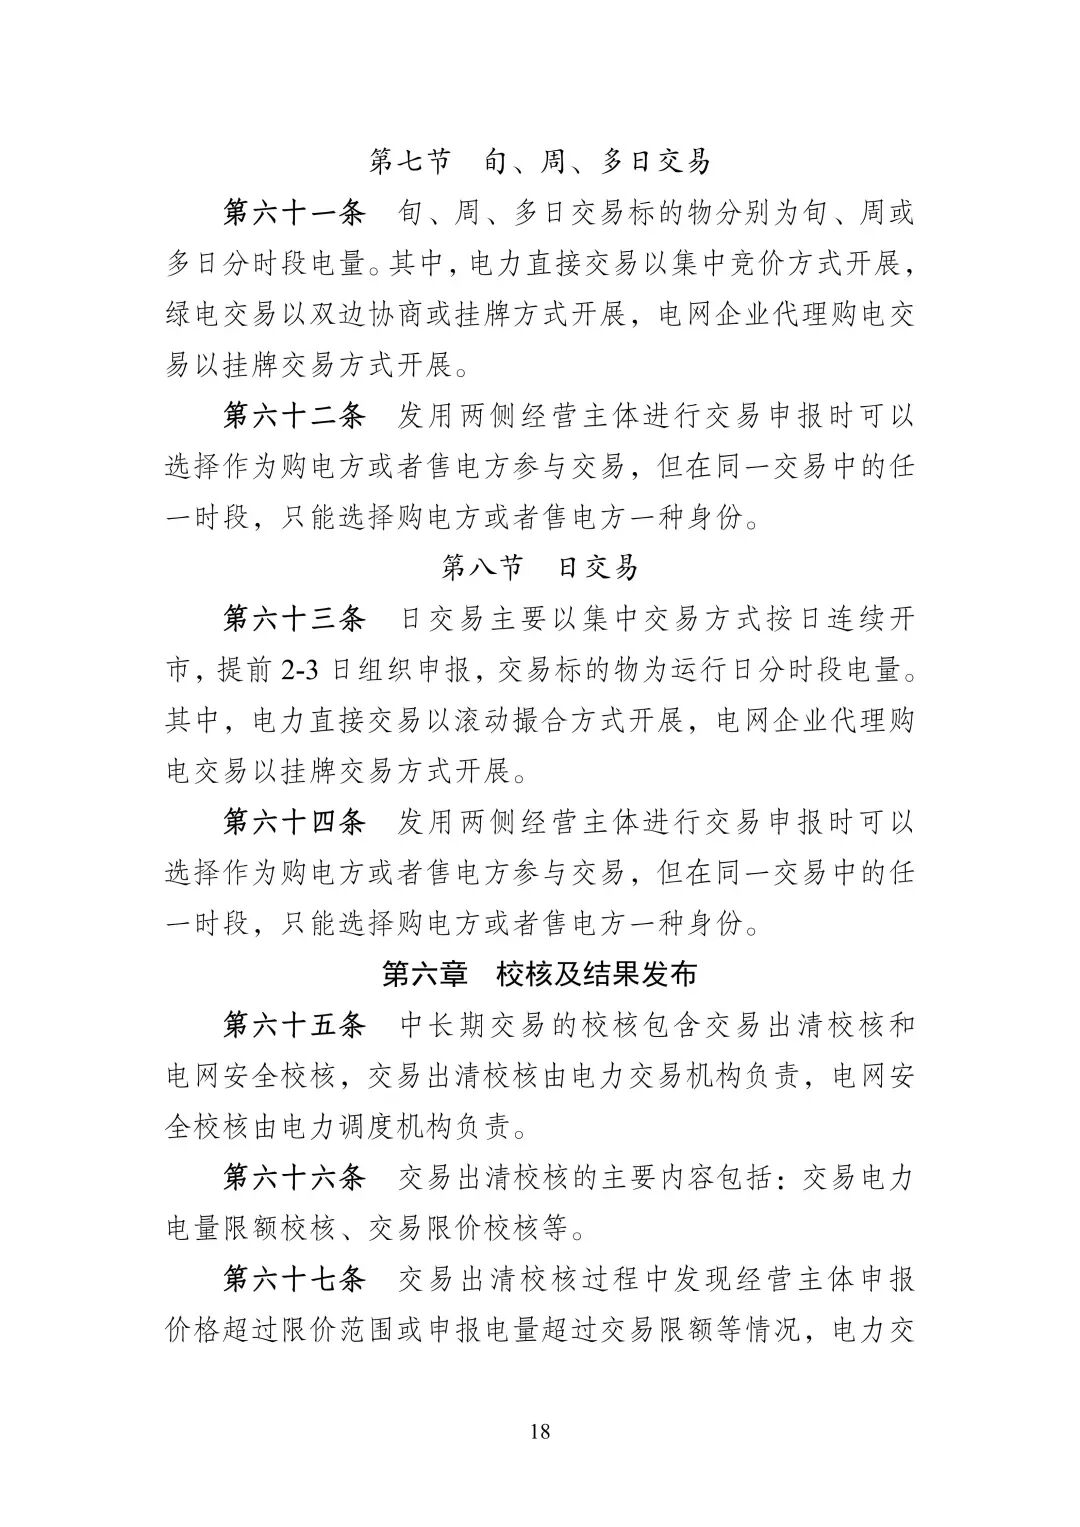 第七节　旬、周、多日交易
第六十一条　旬、周、多日交易标的物分别为旬、周或
多日分时段电量。其中，电力直接交易以集中竞价方式开展，
绿电交易以双边协商或挂牌方式开展，电网企业代理购电交
易以挂牌交易方式开展。
第六十二条　发用两侧经营主体进行交易申报时可以
选择作为购电方或者售电方参与交易，但在同一交易中的任
一时段，只能选择购电方或者售电方一种身份。
第八节　日交易
第六十三条　日交易主要以集中交易方式按日连续开
市，提前 2-3 日组织申报，交易标的物为运行日分时段电量。
其中，电力直接交易以滚动撮合方式开展，电网企业代理购
电交易以挂牌交易方式开展。
第六十四条　发用两侧经营主体进行交易申报时可以
选择作为购电方或者售电方参与交易，但在同一交易中的任
一时段，只能选择购电方或者售电方一种身份。
第六章　校核及结果发布
第六十五条　中长期交易的校核包含交易出清校核和
电网安全校核，交易出清校核由电力交易机构负责，电网安
全校核由电力调度机构负责。
第六十六条　交易出清校核的主要内容包括：交易电力
电量限额校核、交易限价校核等。
第六十七条　交易出清校核过程中发现经营主体申报
价格超过限价范围或申报电量超过交易限额等情况，电力交
18